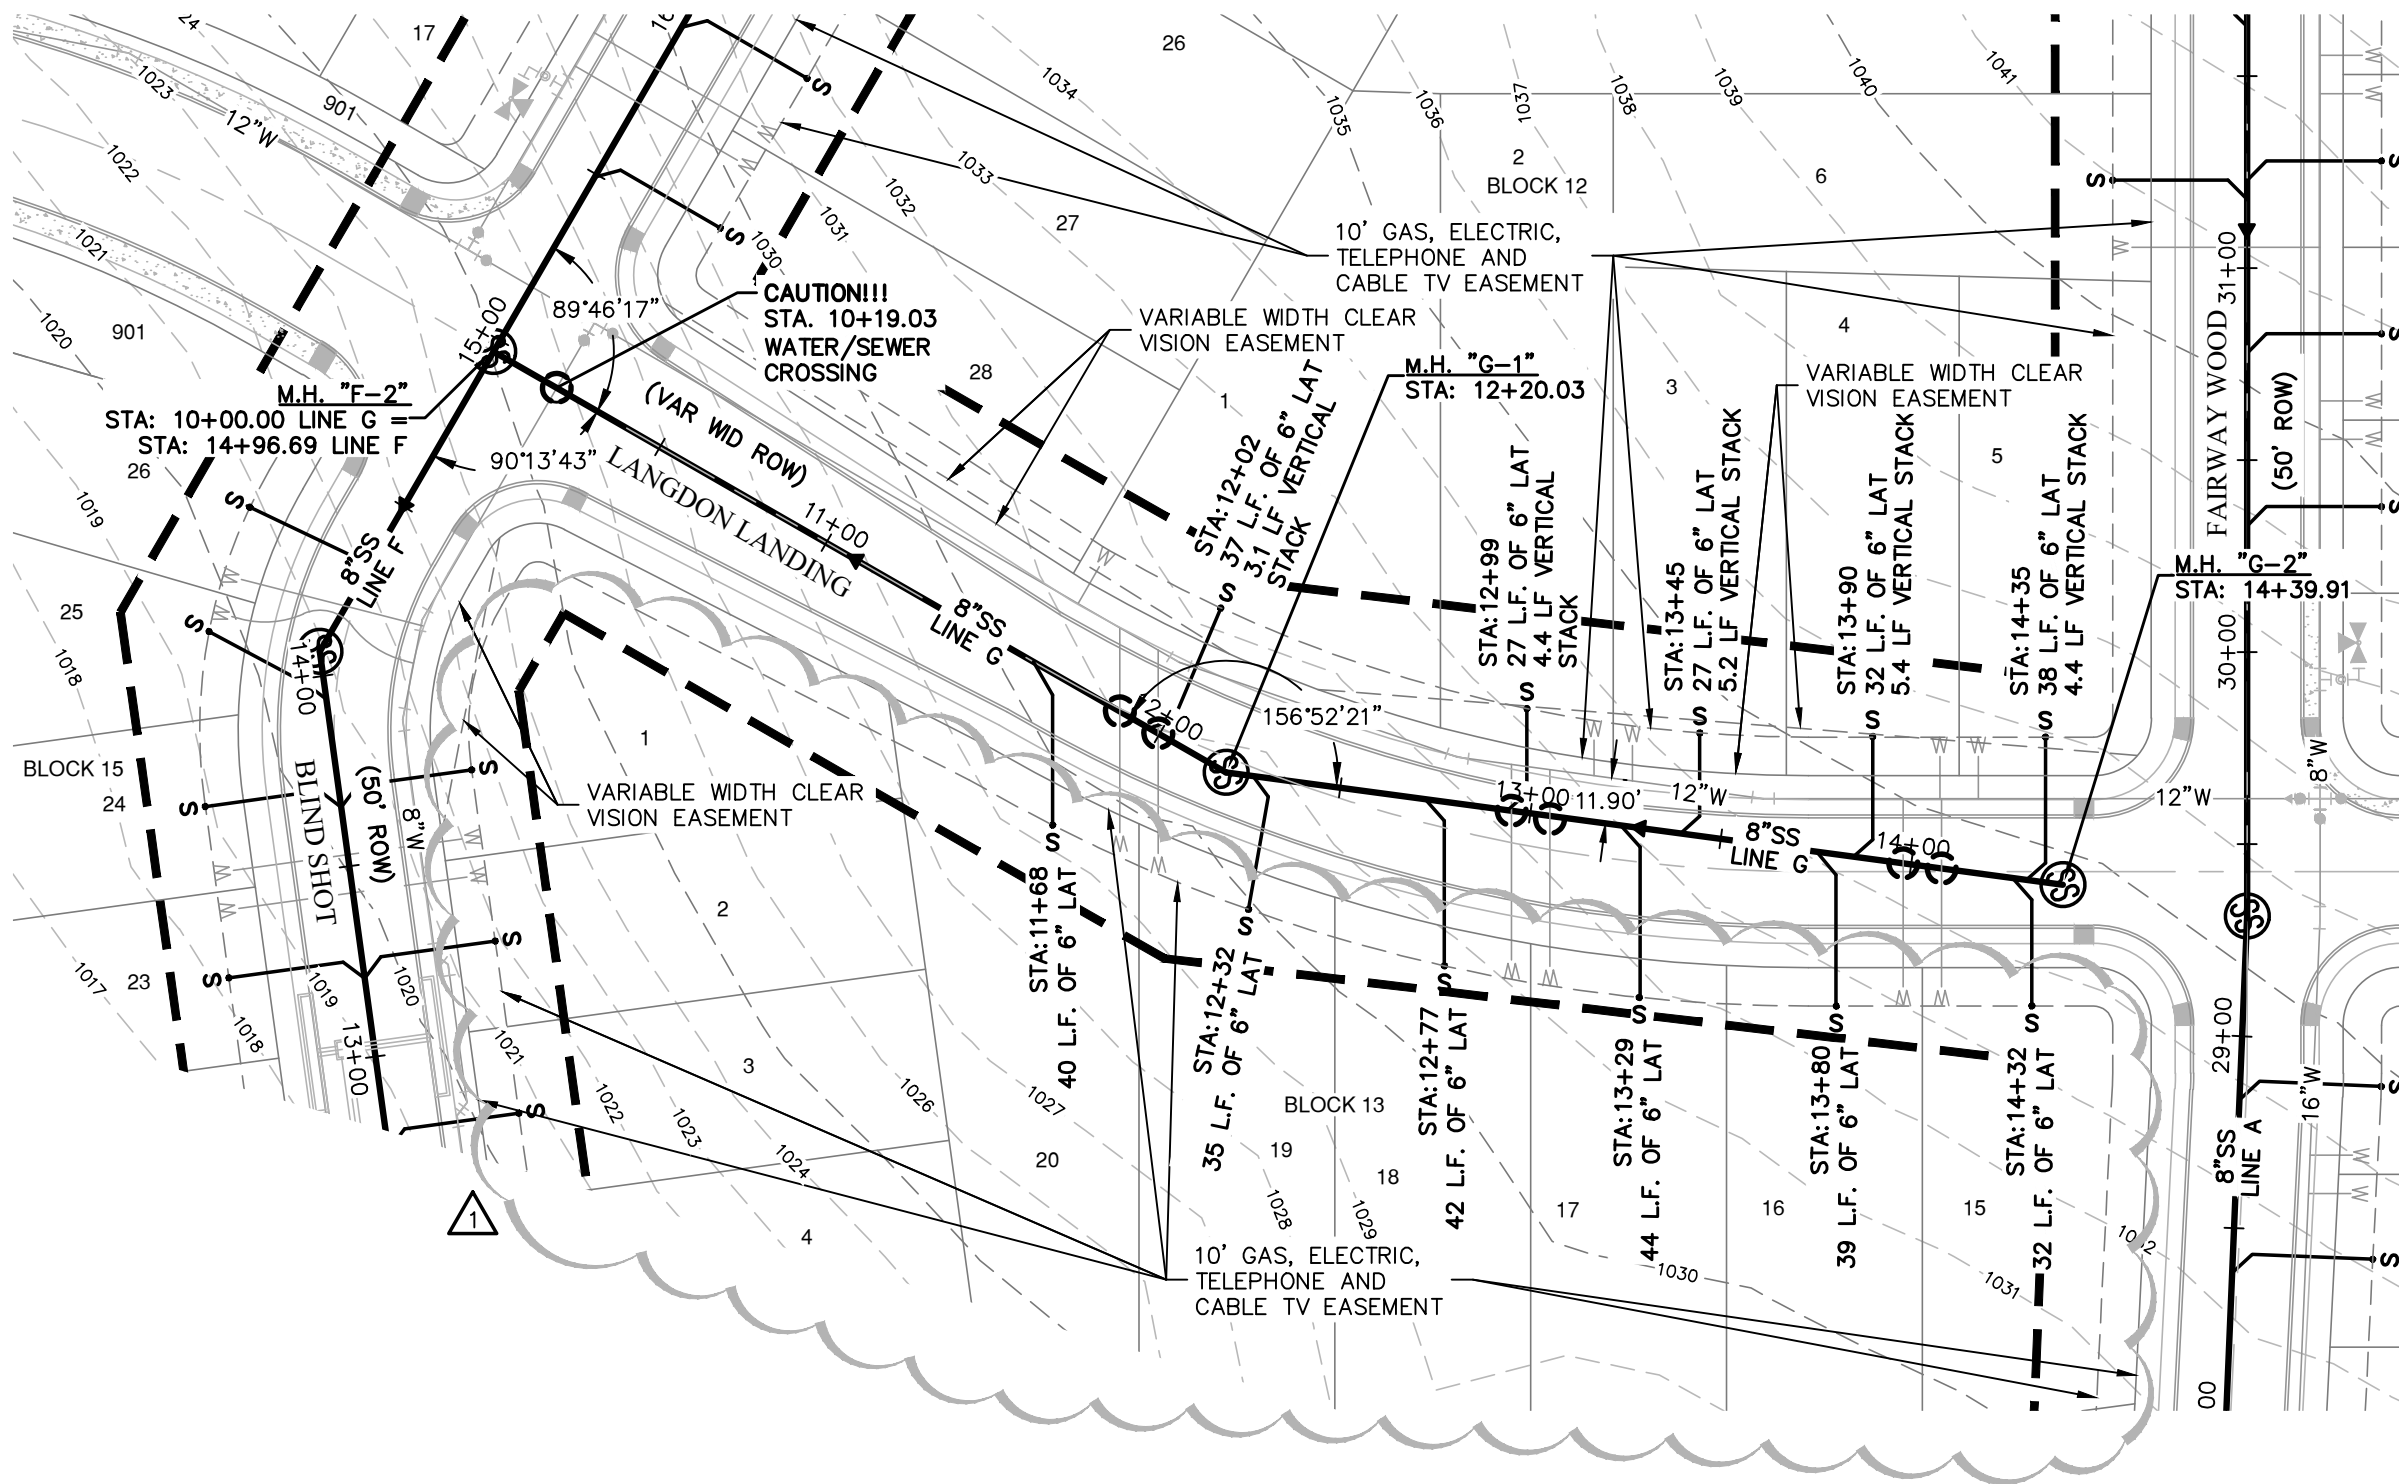 24
17
16
26
1023
901
12"W
1022
1021
1020
901
1034
1033
1032
1031
1030
27
1035
1036
1037
1038
1039
1040
1041
2
BLOCK 12
6
S
S
S
S
10' GAS, ELECTRIC,
TELEPHONE AND
CABLE TV EASEMENT
89°46'17"
15+00
CAUTION!!!
STA. 10+19.03
WATER/SEWER
CROSSING
VARIABLE WIDTH CLEAR
VISION EASEMENT
28
1
M.H. "G-1"
STA: 12+20.03
3
4
VARIABLE WIDTH CLEAR
VISION EASEMENT
5
FAIRWAY WOOD
31+00
(50' ROW)
M.H. "F-2"
STA: 10+00.00 LINE G =
STA: 14+96.69 LINE F
26
90°13'43"
(VAR WID ROW)
LANGDON LANDING
11+00
8"SS
LINE G
STA:12+02
37 L.F. OF 6" LAT
3.1 LF VERTICAL
STACK
STA:12+99
27 L.F. OF 6" LAT
4.4 LF VERTICAL
STACK
STA:13+45
27 L.F. OF 6" LAT
5.2 LF VERTICAL STACK
STA:13+90
32 L.F. OF 6" LAT
5.4 LF VERTICAL STACK
STA:14+35
38 L.F. OF 6" LAT
4.4 LF VERTICAL STACK
M.H. "G-2"
STA: 14+39.91
30+00
1019
8"SS
LINE F
25
1018
14+00
BLOCK 15
24
BLIND SHOT
(50' ROW)
8"W
1
VARIABLE WIDTH CLEAR
VISION EASEMENT
2+00
156°52'21"
13+00
11.90'
12"W
8"SS
LINE G
14+00
12"W
8"W
SS
SS
SS
SS
SS
2
STA:11+68
40 L.F. OF 6" LAT
STA:12+32
35 L.F. OF 6" LAT
STA:12+77
42 L.F. OF 6" LAT
STA:13+29
44 L.F. OF 6" LAT
STA:13+80
39 L.F. OF 6" LAT
STA:14+32
32 L.F. OF 6" LAT
29+00
16"W
8"SS
LINE A
1017
23
1018
1019
1020
13+00
1021
1022
1023
1024
1026
1027
3
4
20
BLOCK 13
19
18
17
16
15
1028
1029
1030
1031
1
10' GAS, ELECTRIC,
TELEPHONE AND
CABLE TV EASEMENT
00